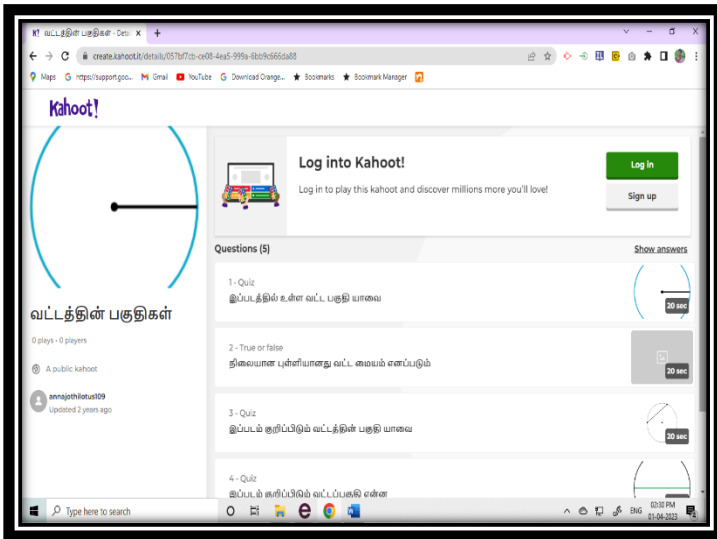 K! வட்டத்தின் பகுதிகள் - Detai X +
create.kahoot.it/details/057bf7cb-ce08-4ea5-999a-6bb9c666da88
Maps https://support.goo... Gmail YouTube Download Orange... Bookmarks Bookmark Manager
Kahoot!
Log into Kahoot!
Log in to play this kahoot and discover millions more you'll love!
Log in
Sign up
Questions (5)
Show answers
1 - Quiz
இப்படத்தில் உள்ள வட்ட பகுதி யாவை
20 sec
2 - True or false
நிலையான புள்ளியானது வட்ட மையம் எனப்படும்
20 sec
3 - Quiz
இப்படம் குறிப்பிடும் வட்டத்தின் பகுதி யாவை
20 sec
4 - Quiz
இப்படம் குறிப்பிடும் வட்டப்பகுதி என்ன
வட்டத்தின் பகுதிகள்
0 plays · 0 players
A public kahoot
annajothilotus109
Updated 2 years ago
Type here to search
ENG
02:30 PM
01-04-2023